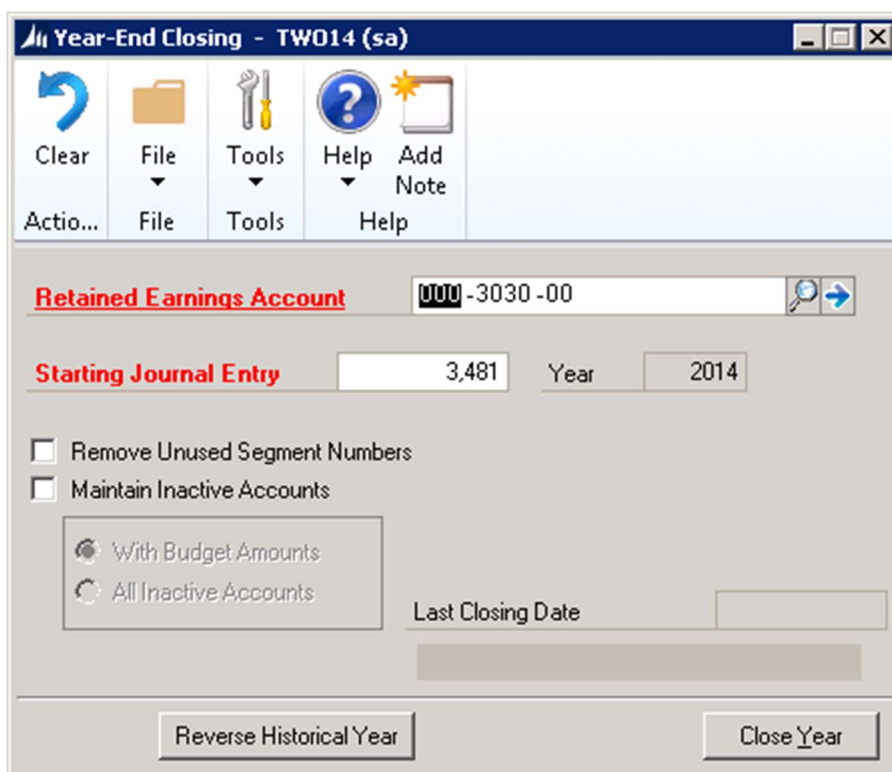 Year-End Closing - TWO14 (sa)
Clear File Tools Help Add Note
Actio... File Tools Help
Retained Earnings Account 000 -3030 -00
Starting Journal Entry 3,481 Year 2014
Remove Unused Segment Numbers
Maintain Inactive Accounts
With Budget Amounts
All Inactive Accounts
Last Closing Date
Reverse Historical Year Close Year